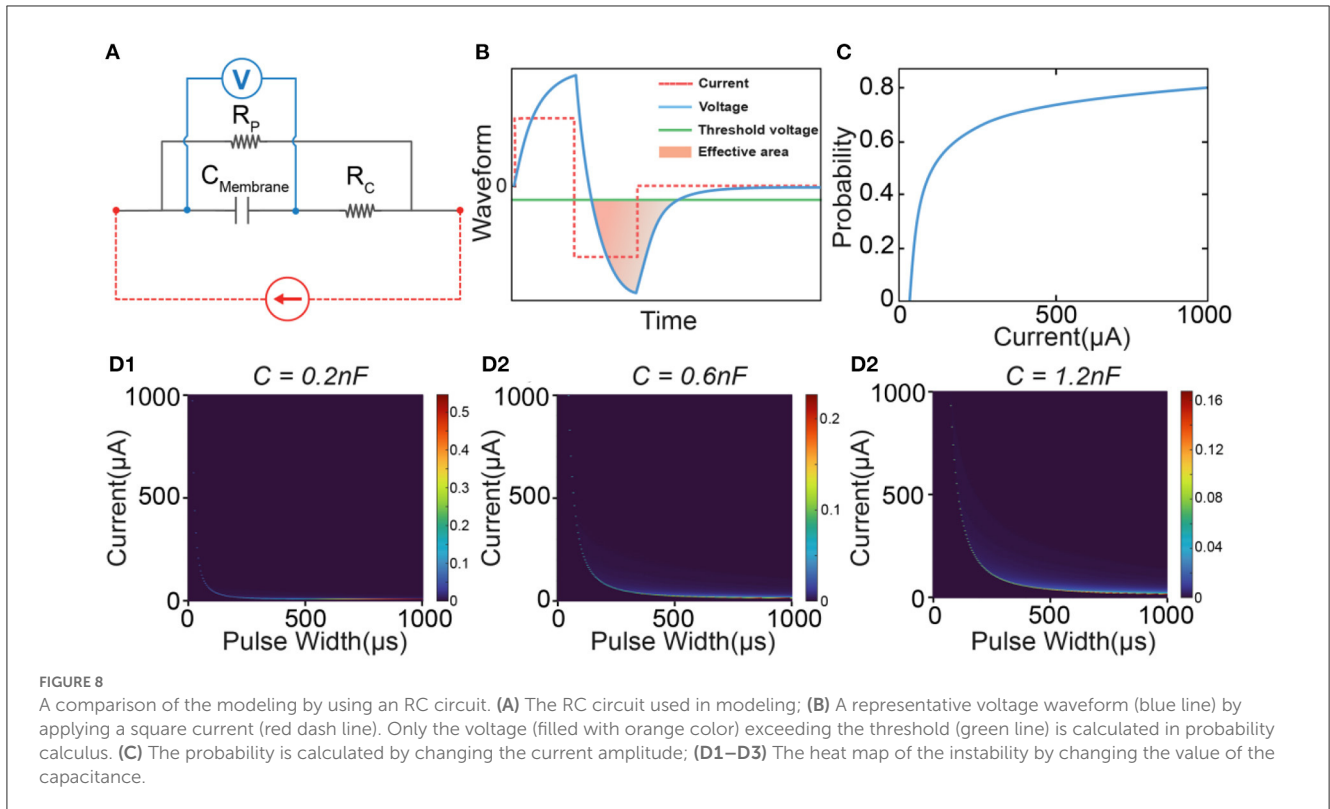 A
V
R_P
C_Membrane
R_C
B
Current
Voltage
Threshold voltage
Effective area
0
Waveform
Time
C
0.8
0.6
0.4
0.2
0
Probability
0
500
1000
Current(µA)
D1
C = 0.2nF
1000
500
0
Current(µA)
0
500
1000
Pulse Width(µs)
0.5
0.4
0.3
0.2
0.1
0
D2
C = 0.6nF
1000
500
0
Current(µA)
0
500
1000
Pulse Width(µs)
0.2
0.1
0
D2
C = 1.2nF
1000
500
0
Current(µA)
0
500
1000
Pulse Width(µs)
0.16
0.12
0.08
0.04
0
FIGURE 8
A comparison of the modeling by using an RC circuit. (A) The RC circuit used in modeling; (B) A representative voltage waveform (blue line) by
applying a square current (red dash line). Only the voltage (filled with orange color) exceeding the threshold (green line) is calculated in probability
calculus. (C) The probability is calculated by changing the current amplitude; (D1–D3) The heat map of the instability by changing the value of the
capacitance.